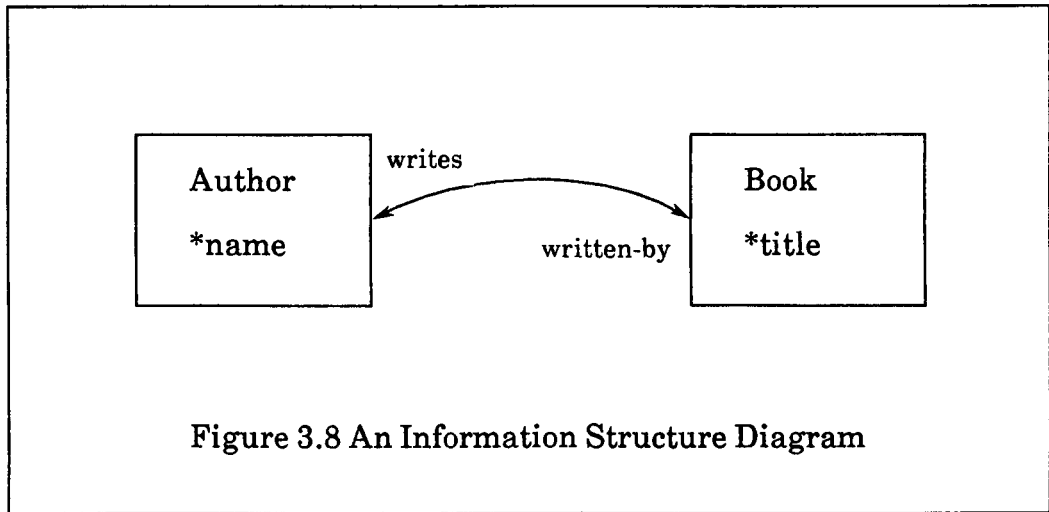 Author
*name
writes
written-by
Book
*title
Figure 3.8 An Information Structure Diagram